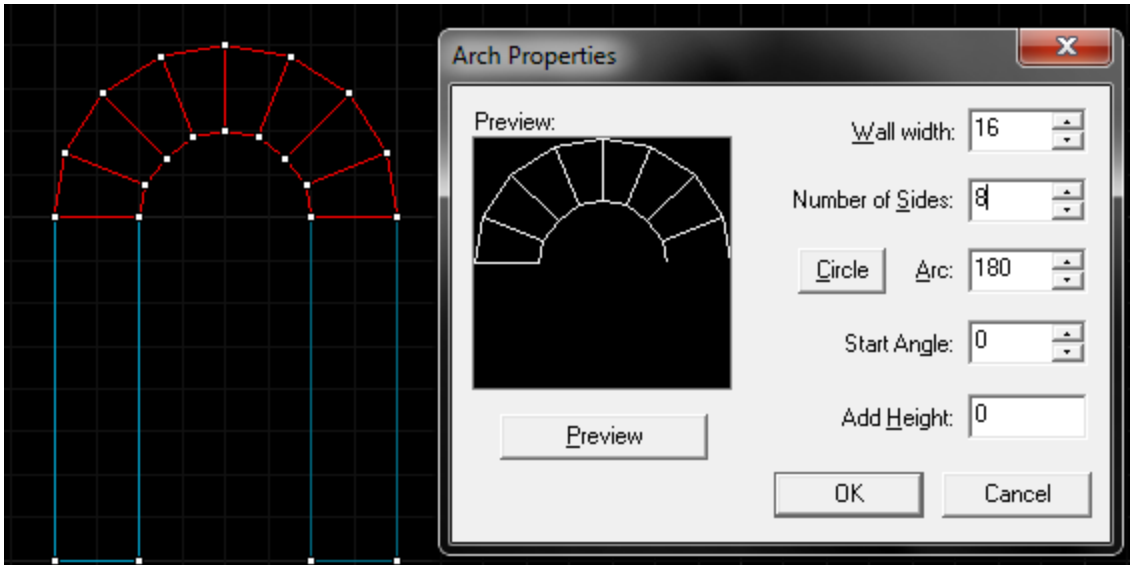 Arch Properties
Preview:
Wall width: 16
Number of Sides: 8
Circle Arc: 180
Start Angle: 0
Add Height: 0
Preview
OK Cancel